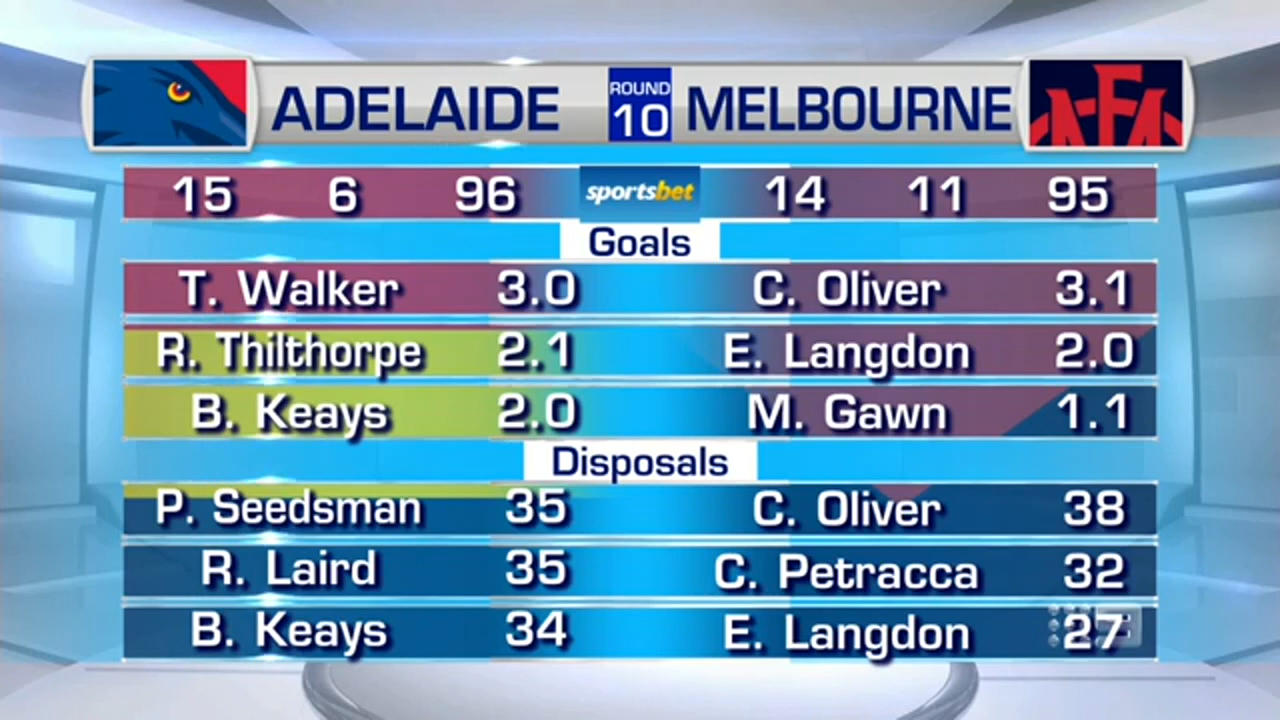 ADELAIDE ROUND 10 MELBOURNE
15 6 96 sportsbet 14 11 95
Goals
T. Walker 3.0 C. Oliver 3.1
R. Thilthorpe 2.1 E. Langdon 2.0
B. Keays 2.0 M. Gawn 1.1
Disposals
P. Seedsman 35 C. Oliver 38
R. Laird 35 C. Petracca 32
B. Keays 34 E. Langdon 27